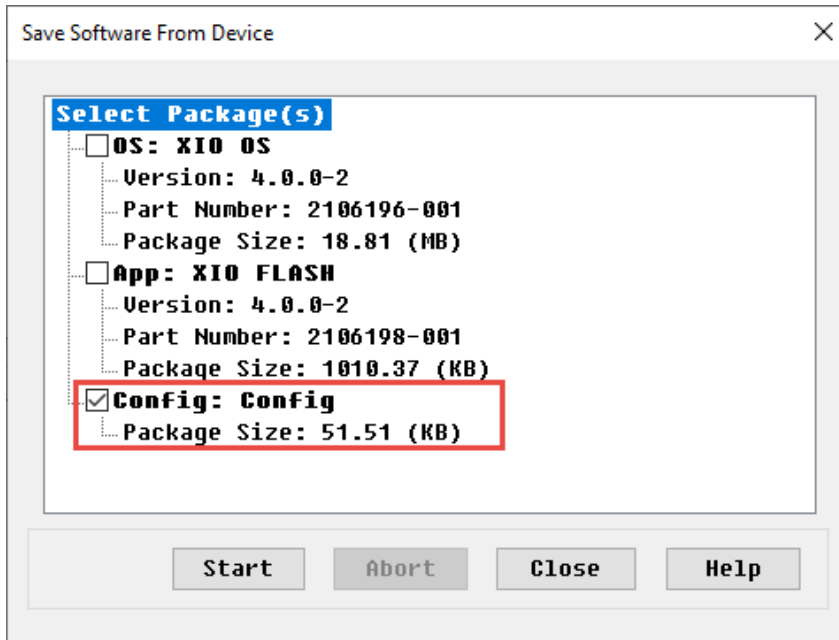 Save Software From Device
Select Package(s)
OS: XIO OS
Version: 4.0.0-2
Part Number: 2106196-001
Package Size: 18.81 (MB)
App: XIO FLASH
Version: 4.0.0-2
Part Number: 2106198-001
Package Size: 1010.37 (KB)
Config: Config
Package Size: 51.51 (KB)
Start Abort Close Help